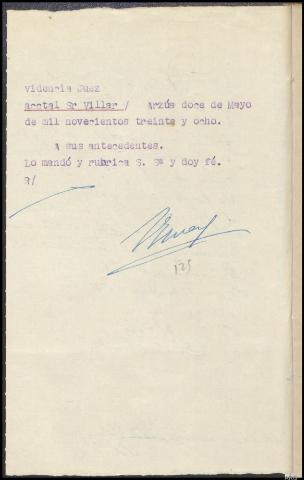 videncia Juez
acctal Sr Villar / Arzúa doce de Mayo
de mil novecientos treinta y ocho.
A sus antecedentes.
Lo mandó y rubrica S. Sª y doy fé.
R/
125